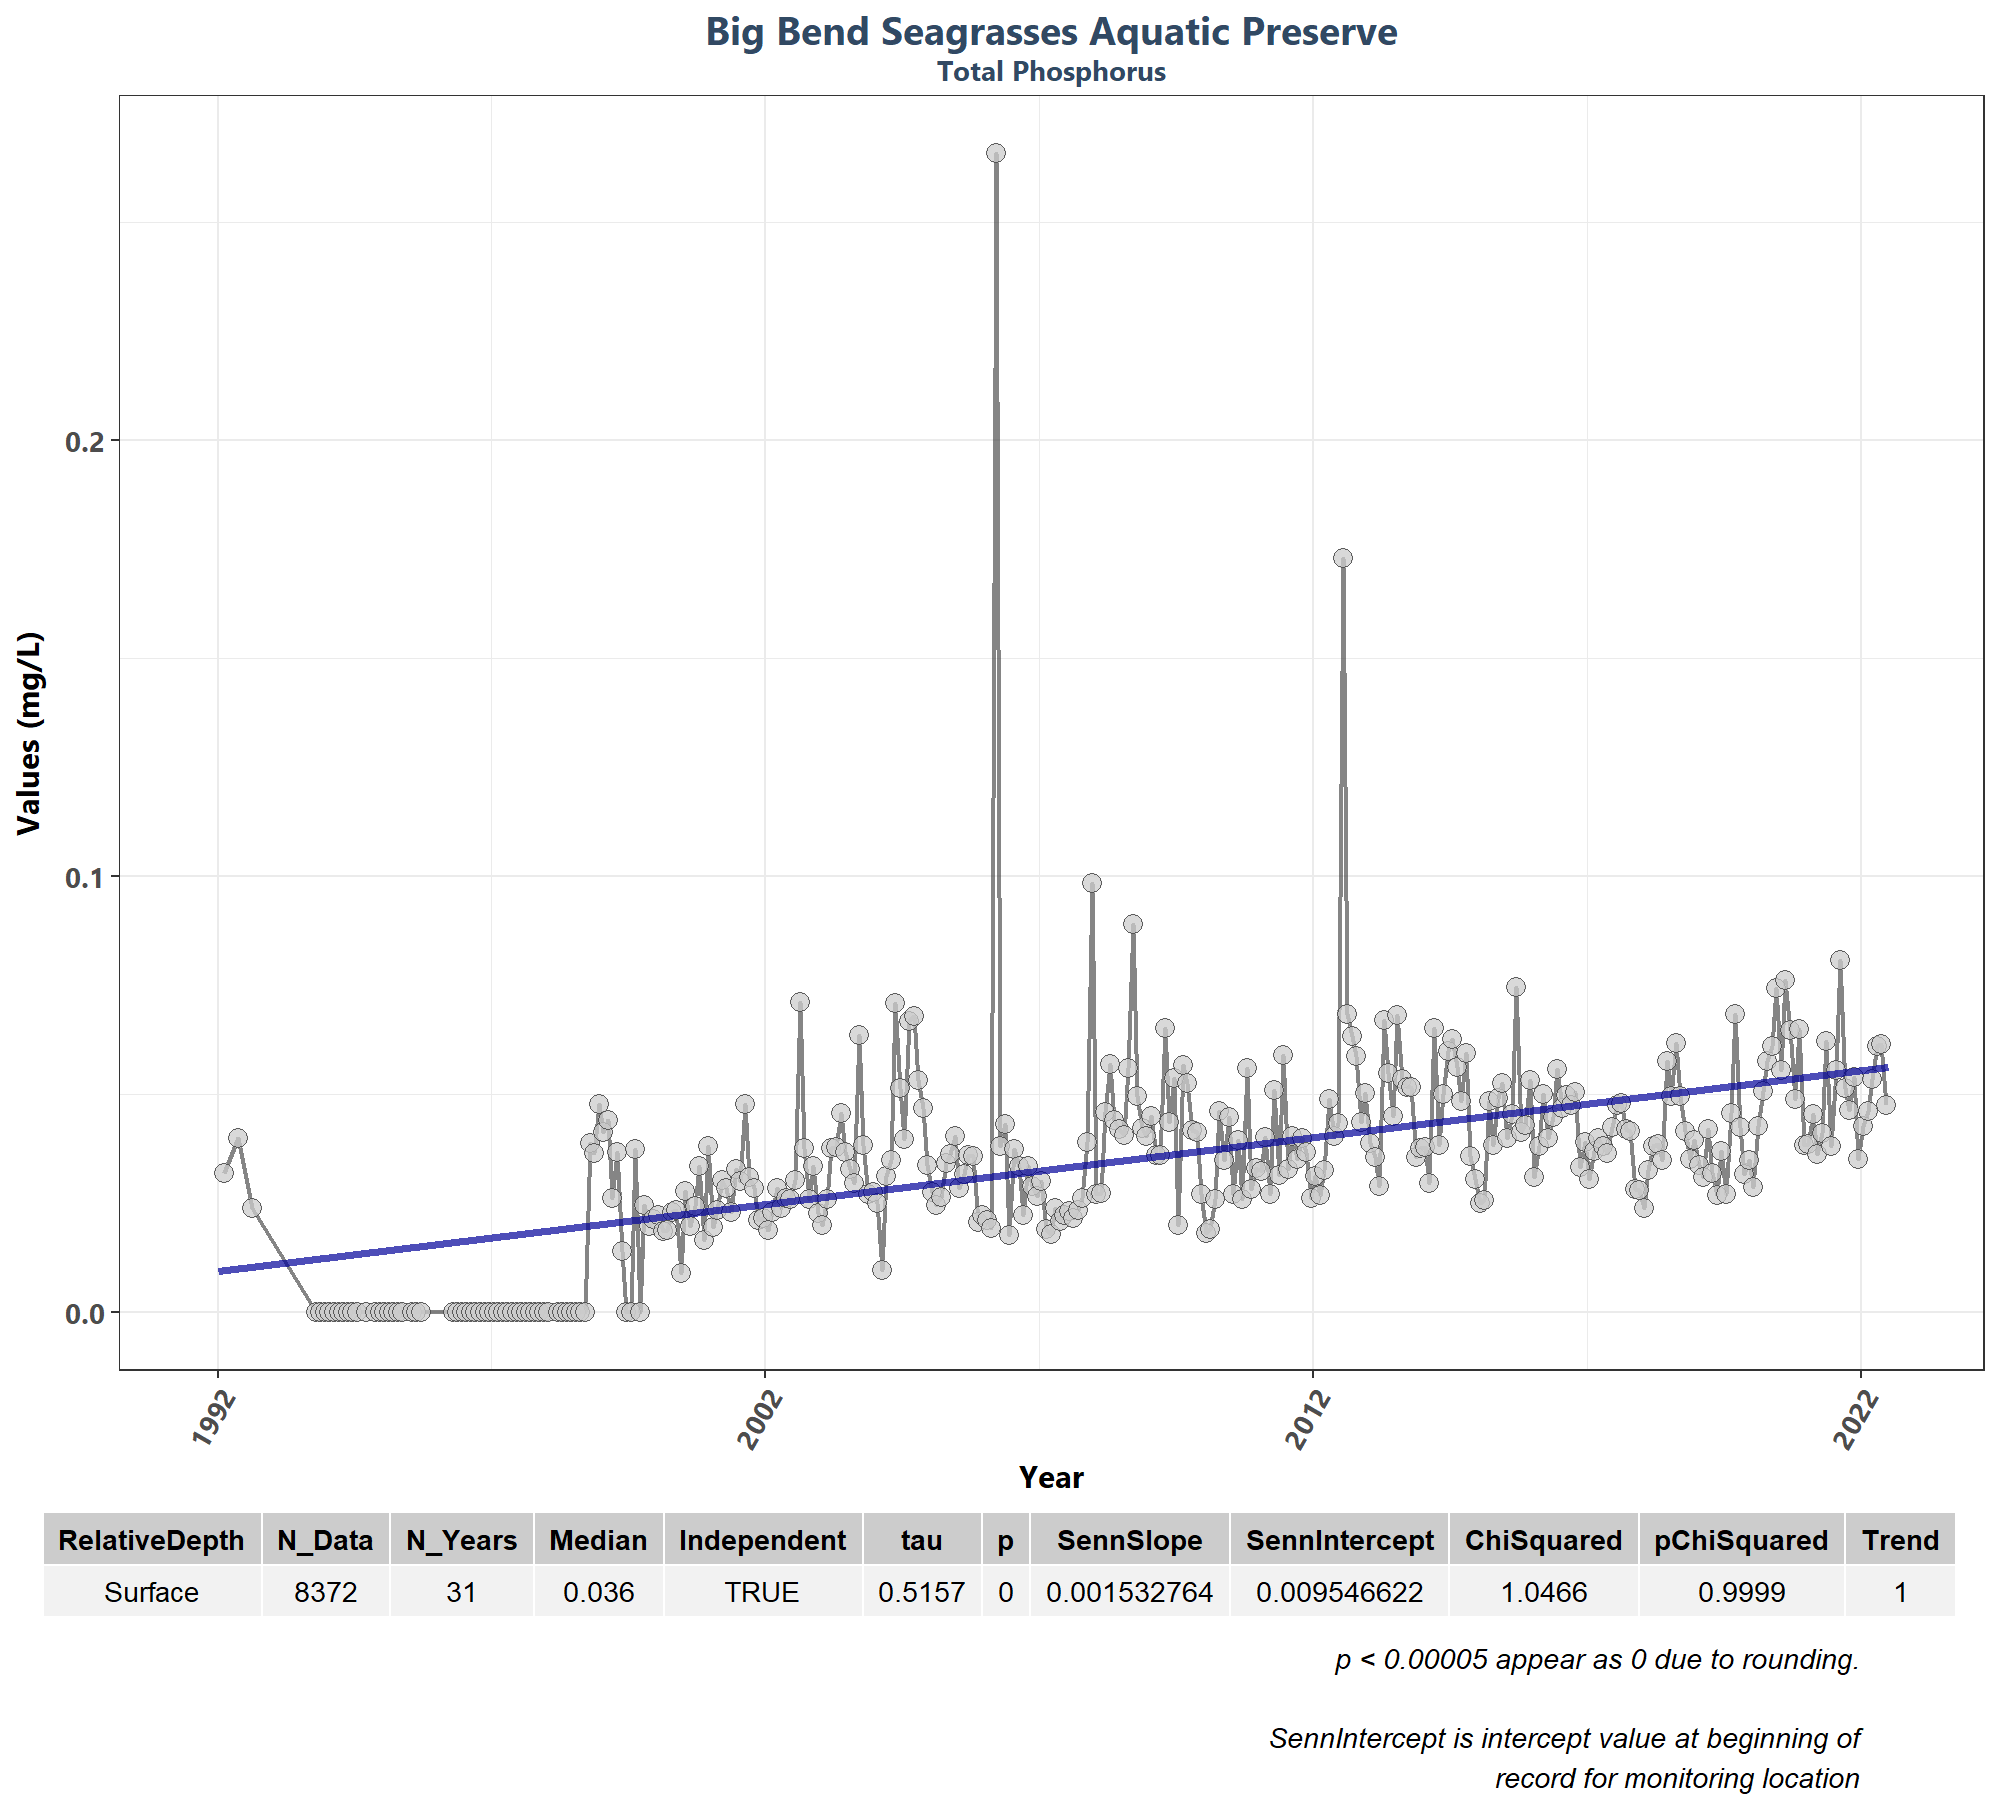 Big Bend Seagrasses Aquatic Preserve
Total Phosphorus
Values (mg/L)
0.2
0.1
0.0
1992 2002 2012 2022
Year
RelativeDepth N_Data N_Years Median Independent tau p SennSlope SennIntercept ChiSquared pChiSquared Trend
Surface 8372 31 0.036 TRUE 0.5157 0 0.001532764 0.009546622 1.0466 0.9999 1
p < 0.00005 appear as 0 due to rounding.
SennIntercept is intercept value at beginning of
record for monitoring location